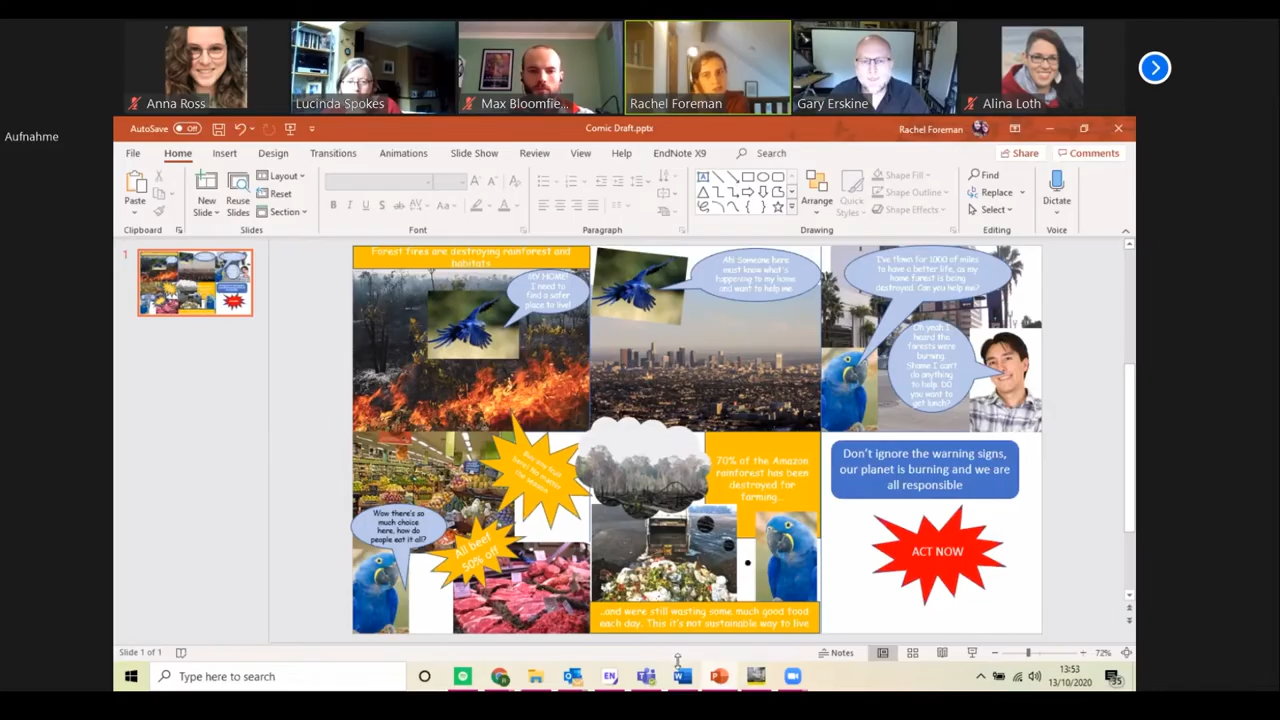 Anna Ross
Lucinda Spokes
Max Bloomfie...
Rachel Foreman
Gary Erskine
Alina Loth
Aufnahme
AutoSave Off
Comic Draft.pptx
Rachel Foreman
File Home Insert Design Transitions Animations Slide Show Review View Help EndNote X9 Search
Share Comments
Paste
New
Slide
Reuse
Slides
Layout
Reset
Section
Arrange
Quick
Styles
Shape Fill
Shape Outline
Shape Effects
Find
Replace
Select
Dictate
Clipboard Slides Font Paragraph Drawing Editing Voice
1
Forest fires are destroying rainforest and
habitats
MY HOME!
I need to
find a safer
place to live!
Ah! Someone here
must know what's
happening to my home
and want to help me.
I've flown for 1000 of miles
to have a better life, as my
home forest is being
destroyed. Can you help me?
Oh yeah I
heard the
forests were
burning.
Shame I can't
do anything
to help. DO
you want to
get lunch?
Wow there's so
much choice
here, how do
people eat it all?
All beef
50% off
70% of the Amazon
rainforest has been
destroyed for
farming...
...and were still wasting some much good food
each day. This it's not sustainable way to live
Don't ignore the warning signs,
our planet is burning and we are
all responsible
ACT NOW
Slide 1 of 1
Notes
72%
Type here to search
EN
13:53
13/10/2020
35